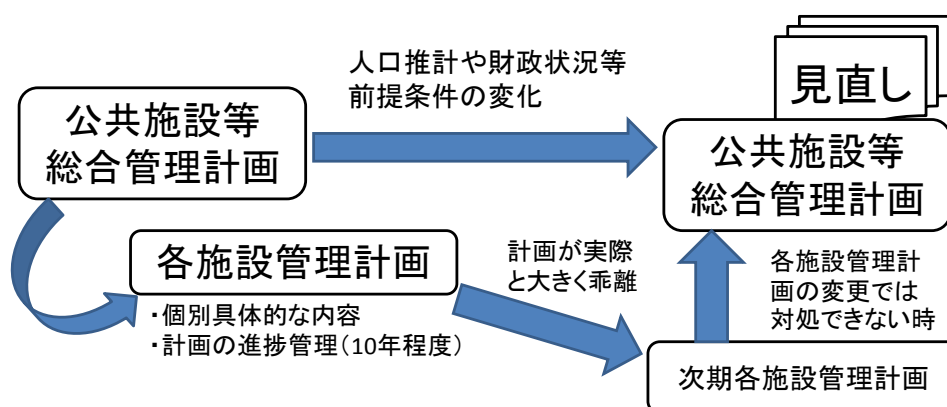 人口推計や財政状況等
前提条件の変化
見直し
公共施設等
総合管理計画
公共施設等
総合管理計画
各施設管理計画
・個別具体的な内容
・計画の進捗管理(10年程度)
計画が実際
と大きく乖離
各施設管理計
画の変更では
対処できない時
次期各施設管理計画